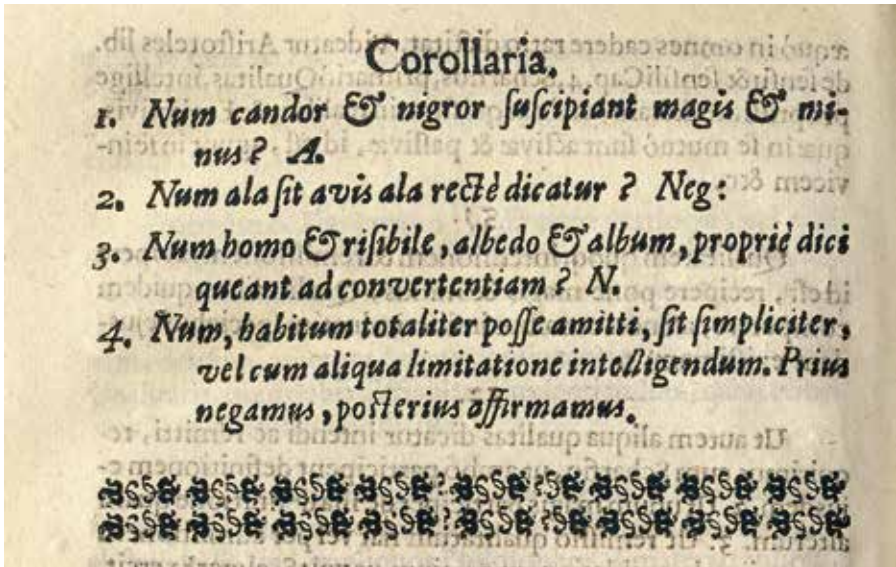 Corollaria.
1. Num candor & nigror ſuſcipiant magis & mi-
nus? A.
2. Num ala ſit avis ala rectè dicatur? Neg:
3. Num homo & riſibile, albedo & album, propriè dici
queant ad convertentiam? N.
4. Num, habitum totaliter poſſe amitti, ſit ſimpliciter,
vel cum aliqua limitatione intelligendum. Prius
negamus, poſterius affirmamus.